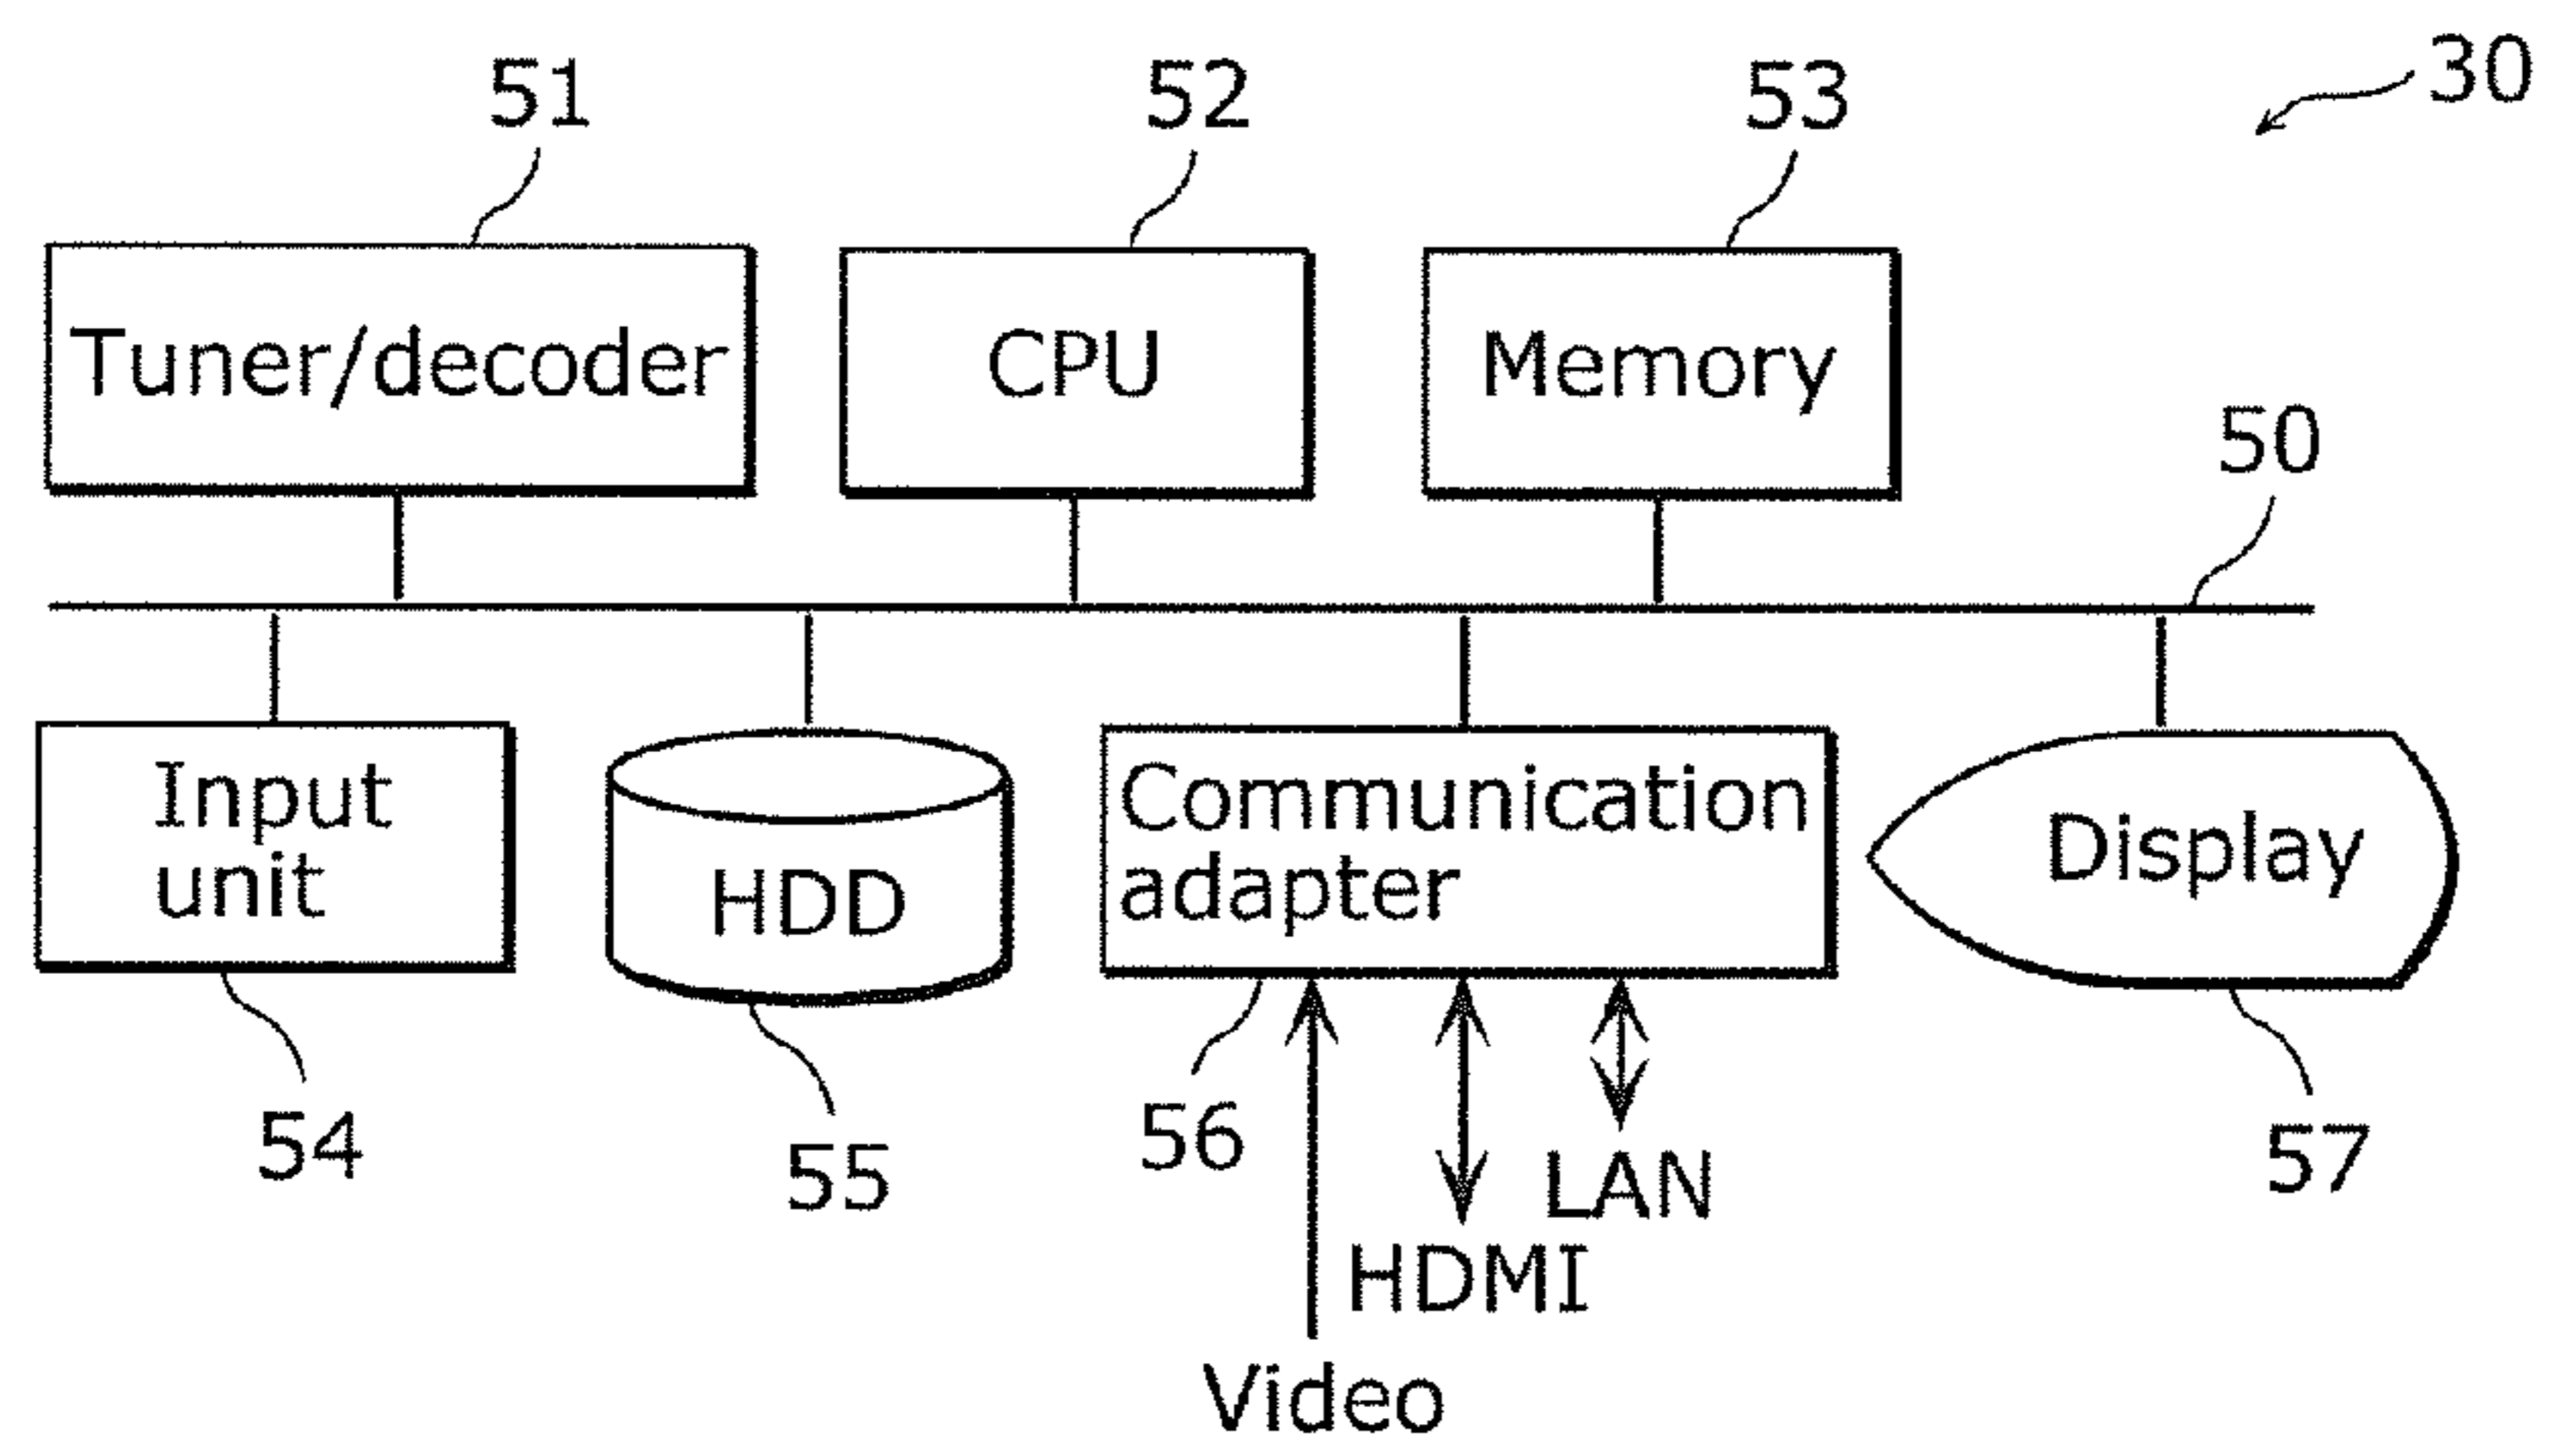 30
51
52
53
Tuner/decoder
CPU
Memory
50
Input
unit
HDD
Communication
adapter
Display
54
55
56
57
LAN
HDMI
Video